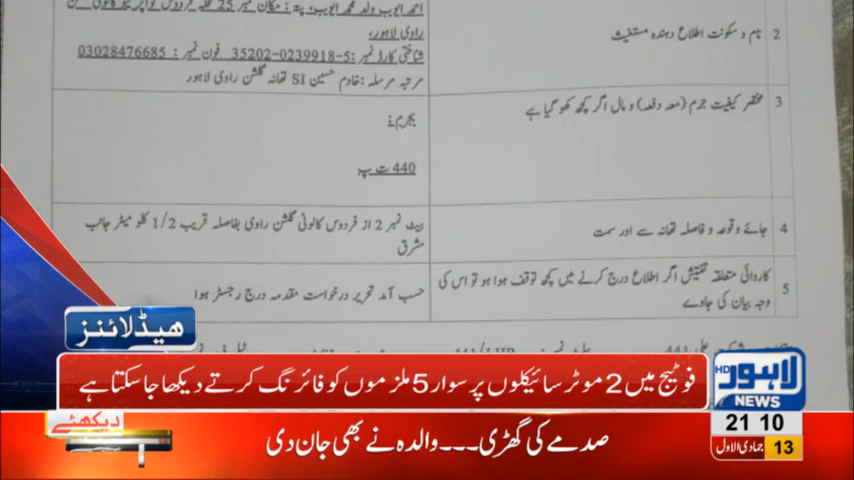 احمد ایوب ولد محمد ایوب، پتہ: مکان نمبر 25 محلہ فردوس
راوی لاہور،
شناختی کارڈ نمبر: 5-0239918-35202 فون نمبر: 03028476685
مرتبہ مرسلہ: خادم حسین SI تھانہ گلشن راوی لاہور
2 نام و سکونت اطلاع دہندہ مستغیث
3 مختصر کیفیت جرم (معہ دفعہ) و مال اگر کچھ کھو گیا ہے
بجرم:
440 ت پ
4 جائے وقوعہ و فاصلہ تھانہ سے اور سمت
بیٹ نمبر 2 از فردوس کالونی گلشن راوی بفاصلہ قریب 1/2 کلو میٹر جانب
مشرق
5 کاروائی متعلقہ تفتیش اگر اطلاع درج کرنے میں کچھ توقف ہوا ہو تو اس کی
وجہ بیان کی جاوے
حسب آمد تحریر درخواست مقدمہ درج رجسٹر ہوا
ہیڈلائنز
فوٹیج میں 2 موٹر سائیکلوں پر سوار 5 ملزموں کو فائرنگ کرتے دیکھا جا سکتا ہے
دیکھئے
صدمے کی گھڑی۔۔۔والدہ نے بھی جان دی
لاہور HD
NEWS
21 10
13 جمادی الاول